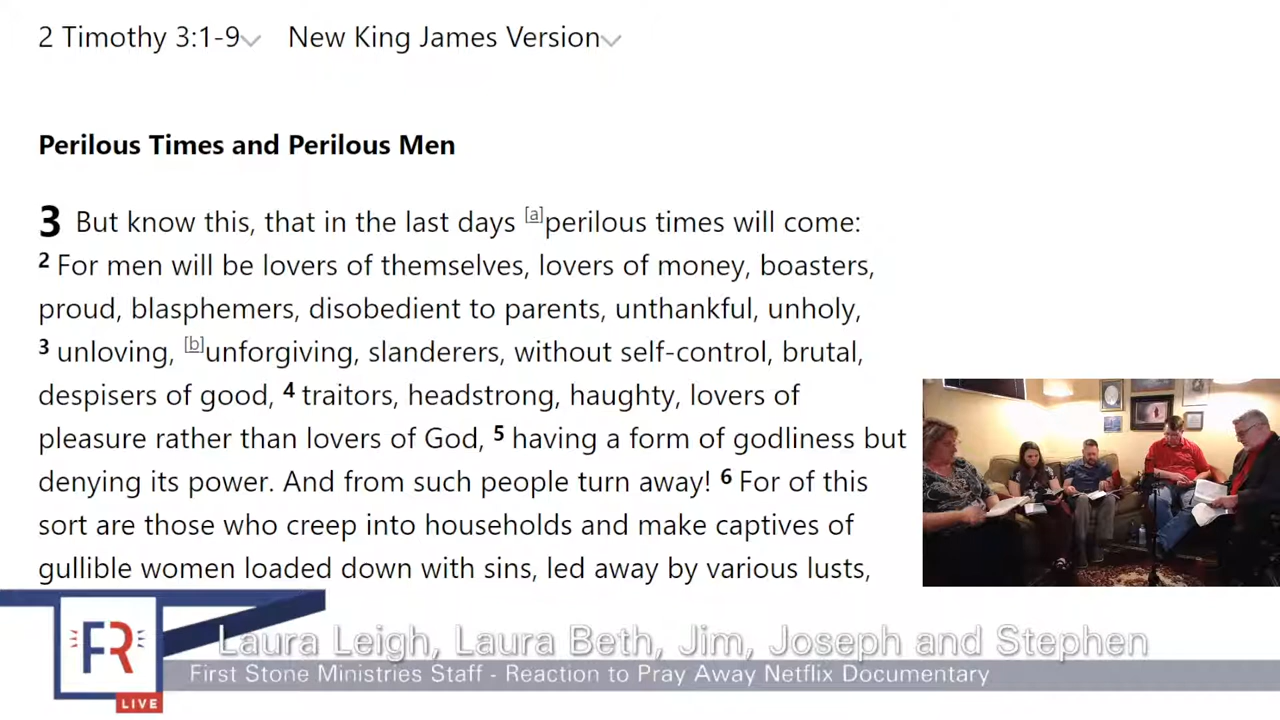 2 Timothy 3:1-9 New King James Version
Perilous Times and Perilous Men
3 But know this, that in the last days [a]perilous times will come:
2 For men will be lovers of themselves, lovers of money, boasters,
proud, blasphemers, disobedient to parents, unthankful, unholy,
3 unloving, [b]unforgiving, slanderers, without self-control, brutal,
despisers of good, 4 traitors, headstrong, haughty, lovers of
pleasure rather than lovers of God, 5 having a form of godliness but
denying its power. And from such people turn away! 6 For of this
sort are those who creep into households and make captives of
gullible women loaded down with sins, led away by various lusts,
FR
LIVE
Laura Leigh, Laura Beth, Jim, Joseph and Stephen
First Stone Ministries Staff - Reaction to Pray Away Netflix Documentary